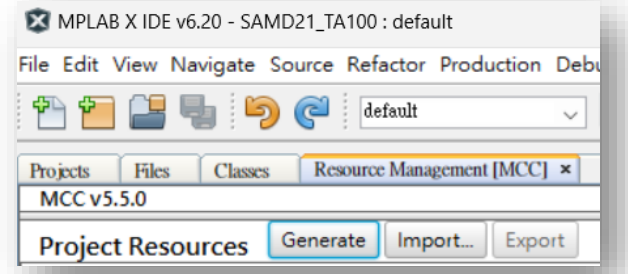 MPLAB X IDE v6.20 - SAMD21_TA100 : default
File Edit View Navigate Source Refactor Production
default
Projects Files Classes Resource Management [MCC] ×
MCC v5.5.0
Project Resources Generate Import... Export